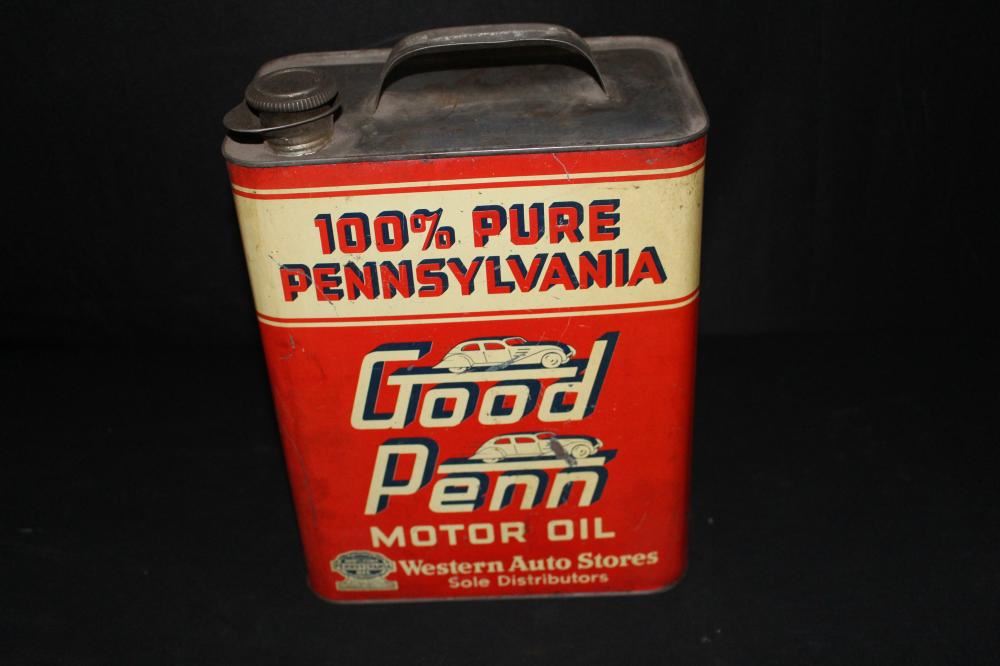 100% PURE
PENNSYLVANIA
Good
Penn
MOTOR OIL
Western Auto Stores
Sole Distributors